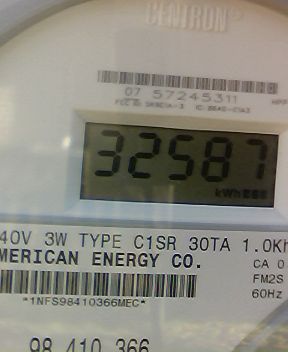 CENTRON®
07 57245311
32587
kWh
40V 3W TYPE C1SR 30TA 1.0Kh
MERICAN ENERGY CO.
CA 0
FM2S
*1NFS98410366MEC*
60Hz
98 410 366